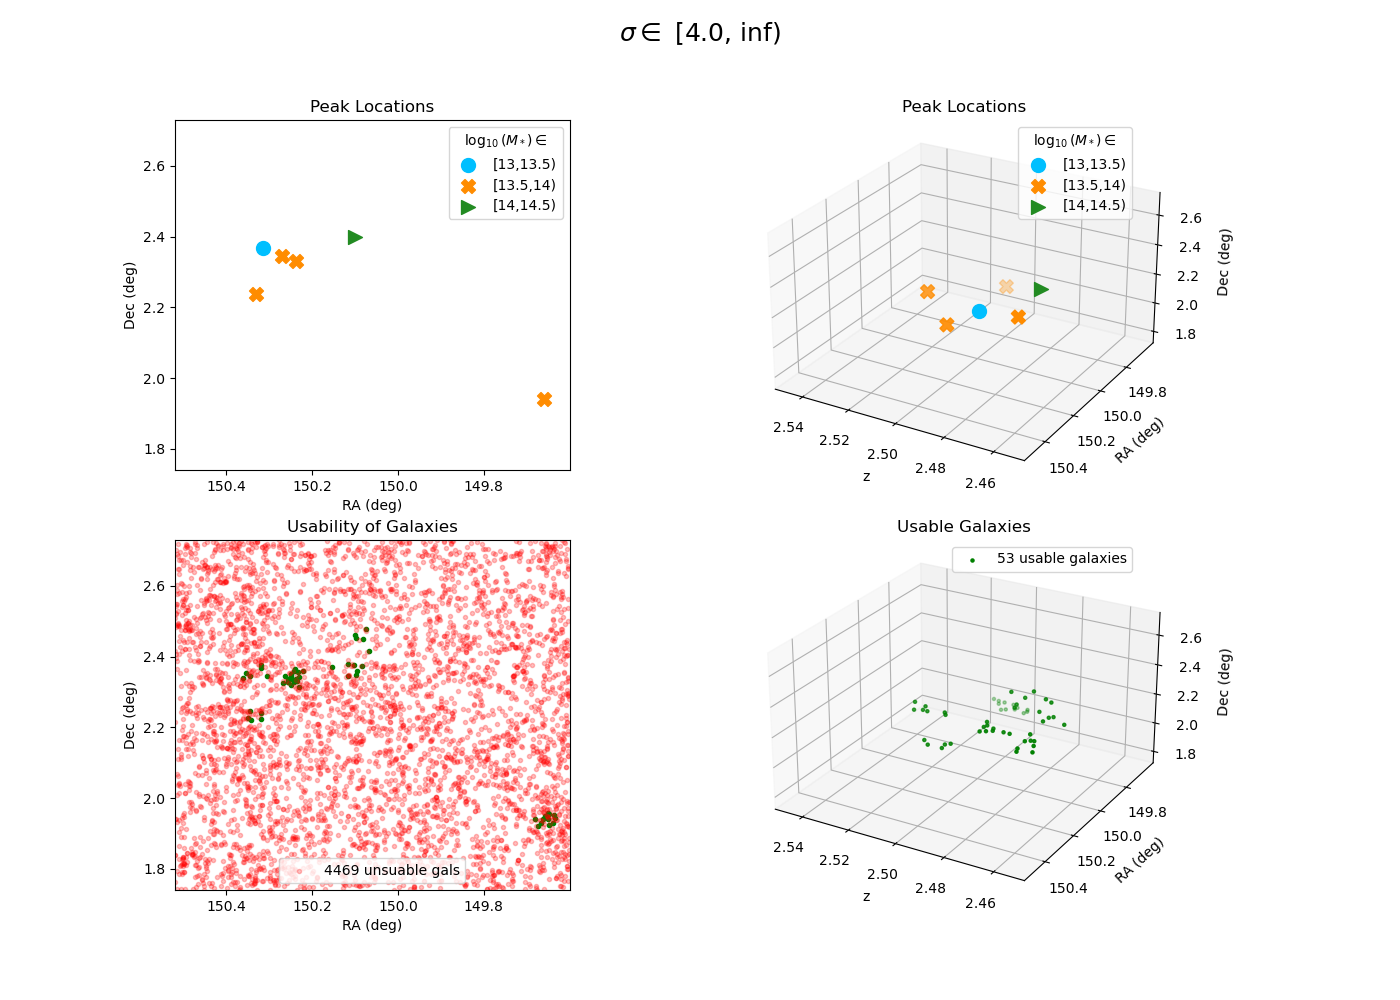 σ ∈ [4.0, inf)
Peak Locations
log₁₀(M*) ∈
[13,13.5)
[13.5,14)
[14,14.5)
2.6
2.4
2.2
2.0
1.8
Dec (deg)
150.4 150.2 150.0 149.8
RA (deg)
Peak Locations
log₁₀(M*) ∈
[13,13.5)
[13.5,14)
[14,14.5)
2.6
2.4
2.2
2.0
1.8
Dec (deg)
149.8
150.0
150.2
150.4
RA (deg)
2.54
2.52
2.50
2.48
2.46
z
Usability of Galaxies
2.6
2.4
2.2
2.0
1.8
Dec (deg)
4469 unsuable gals
150.4 150.2 150.0 149.8
RA (deg)
Usable Galaxies
53 usable galaxies
2.6
2.4
2.2
2.0
1.8
Dec (deg)
149.8
150.0
150.2
150.4
RA (deg)
2.54
2.52
2.50
2.48
2.46
z